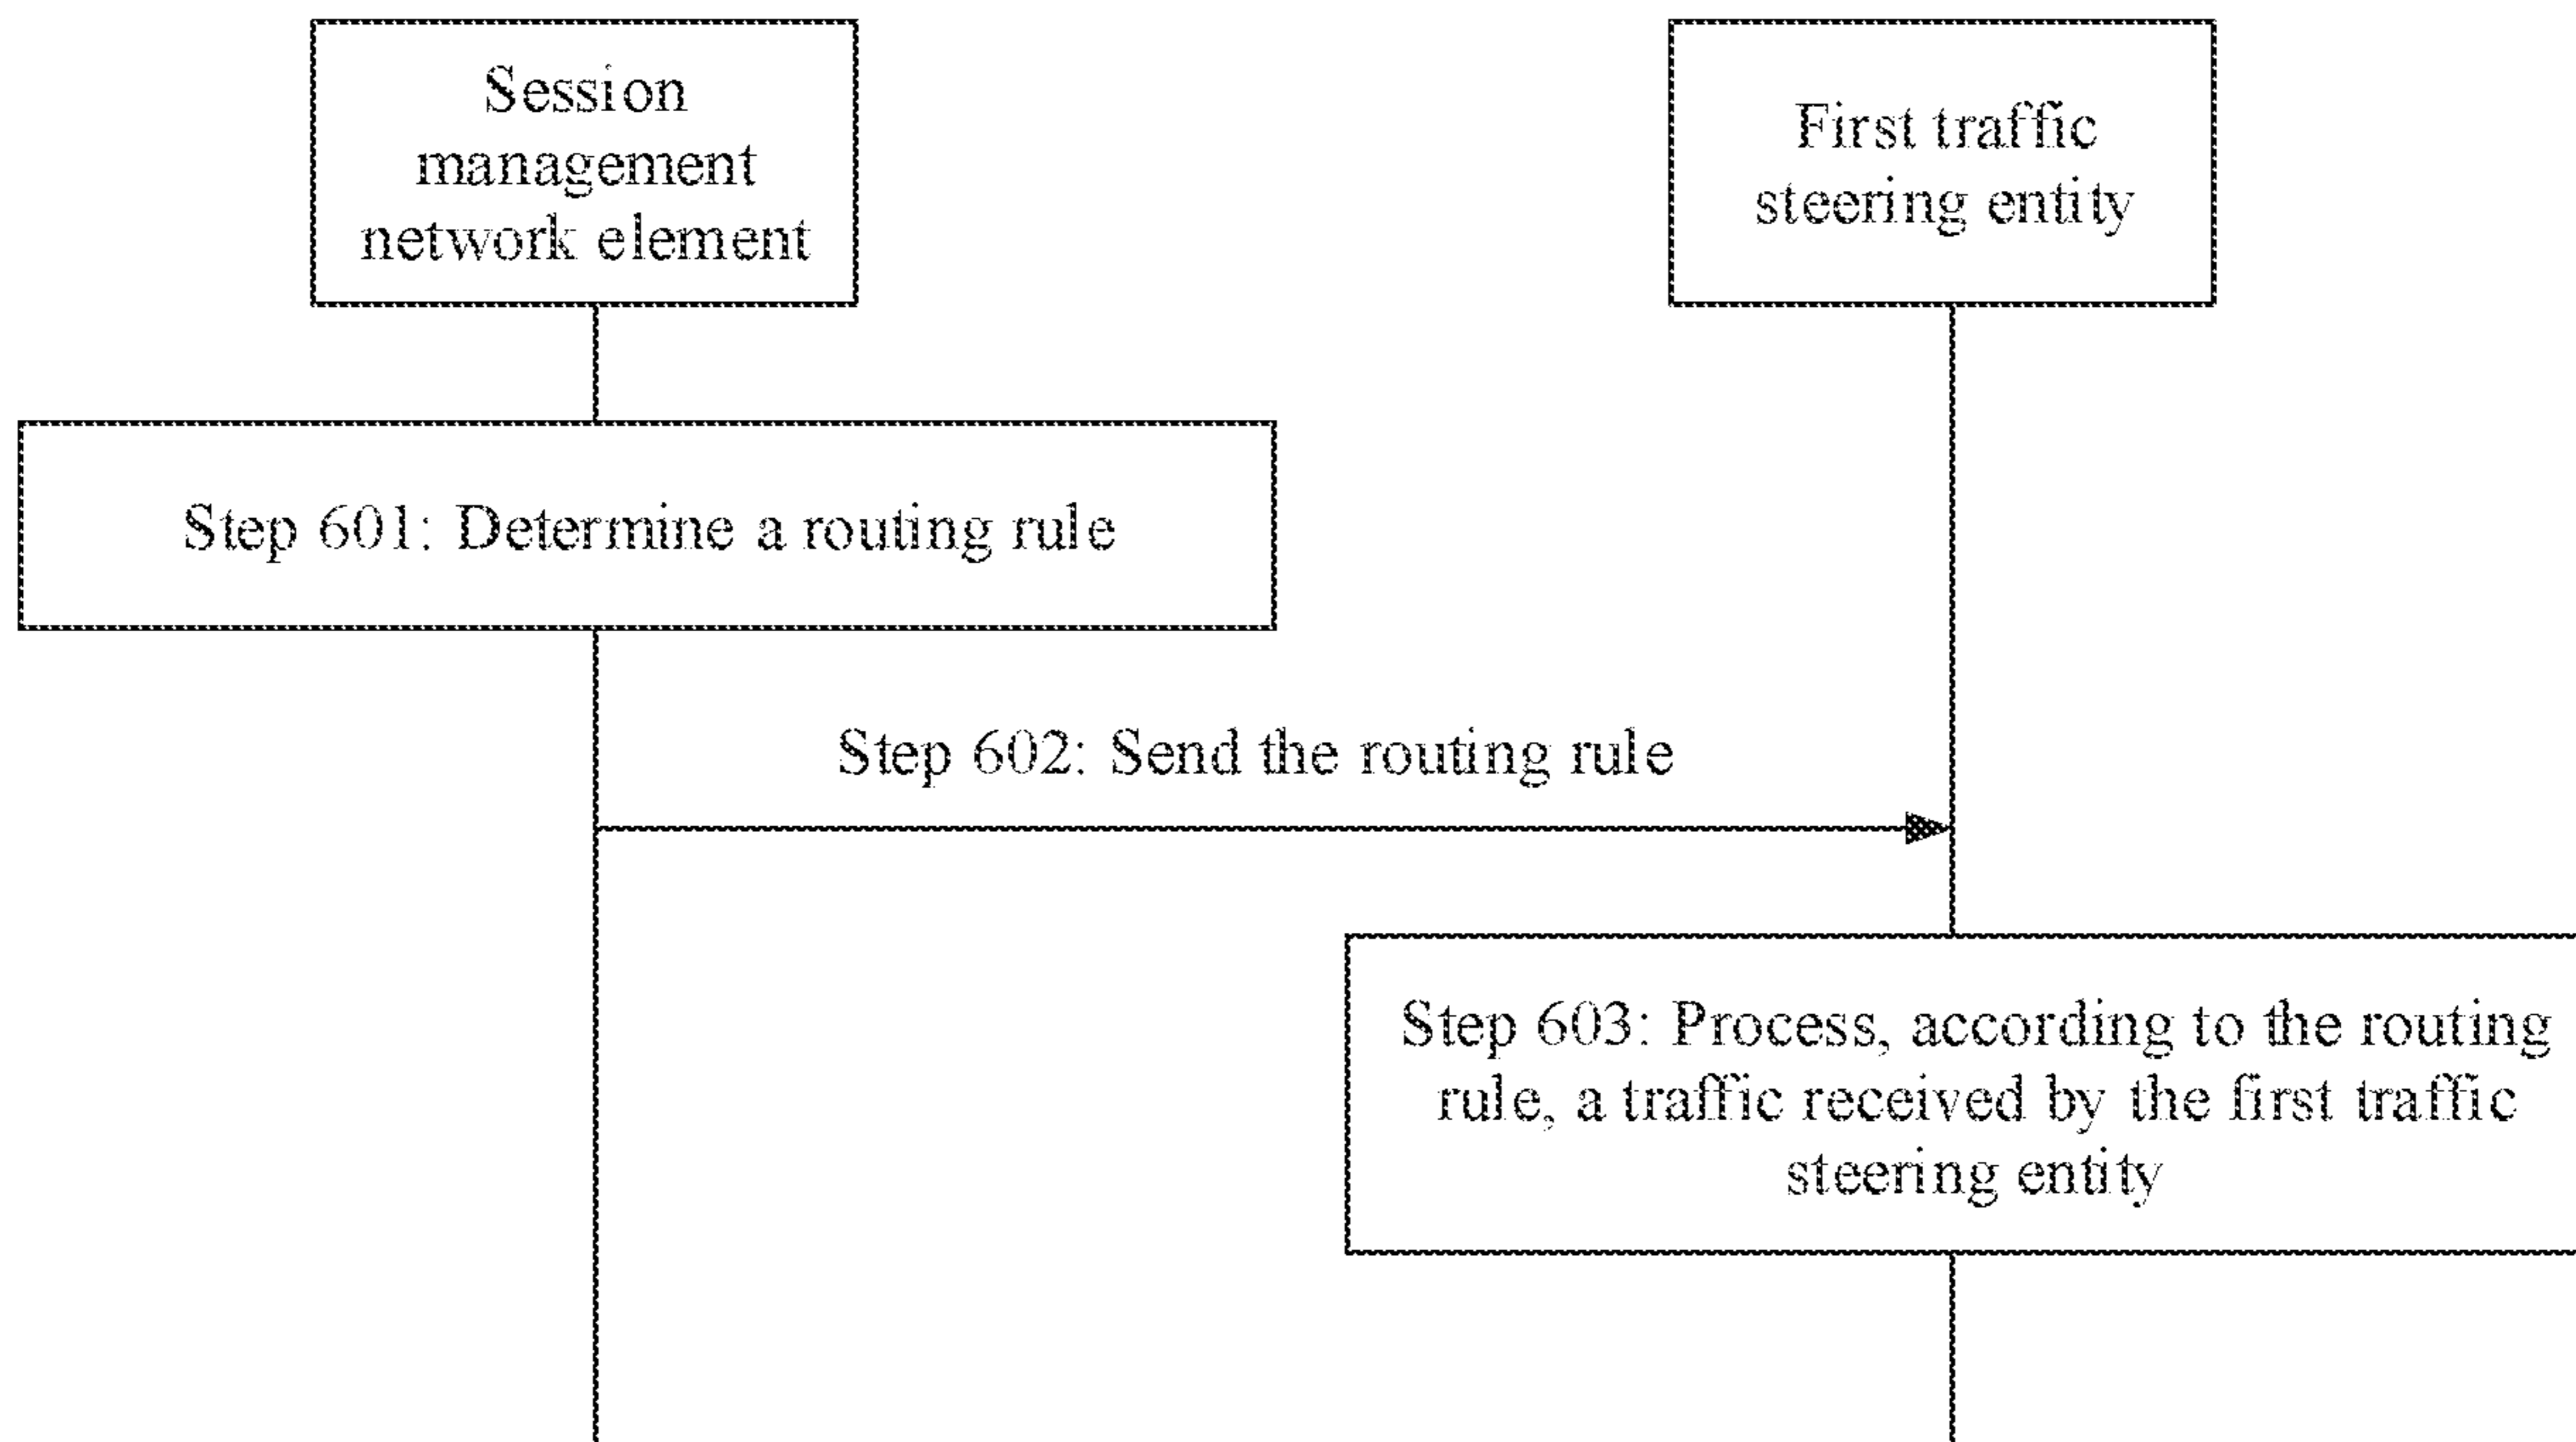 Session
management
network element
First traffic
steering entity
Step 601: Determine a routing rule
Step 602: Send the routing rule
Step 603: Process, according to the routing
rule, a traffic received by the first traffic
steering entity